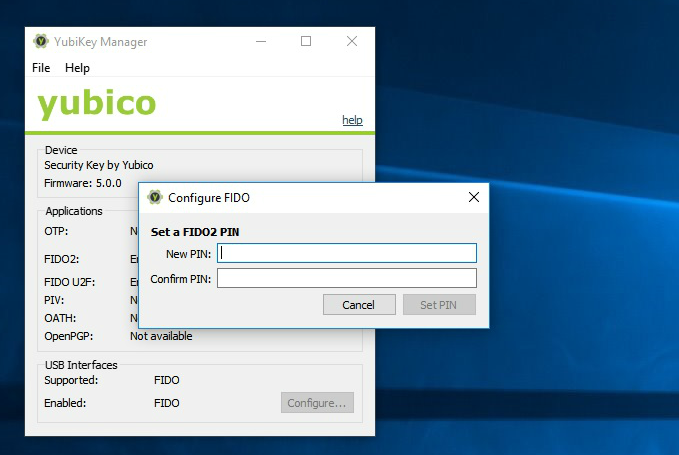 YubiKey Manager
File Help
yubico
help
Device
Security Key by Yubico
Firmware: 5.0.0
Configure FIDO
Set a FIDO2 PIN
New PIN:
Confirm PIN:
Cancel Set PIN
Applications
OTP:
FIDO2:
FIDO U2F:
PIV:
OATH:
OpenPGP: Not available
USB Interfaces
Supported: FIDO
Enabled: FIDO Configure...